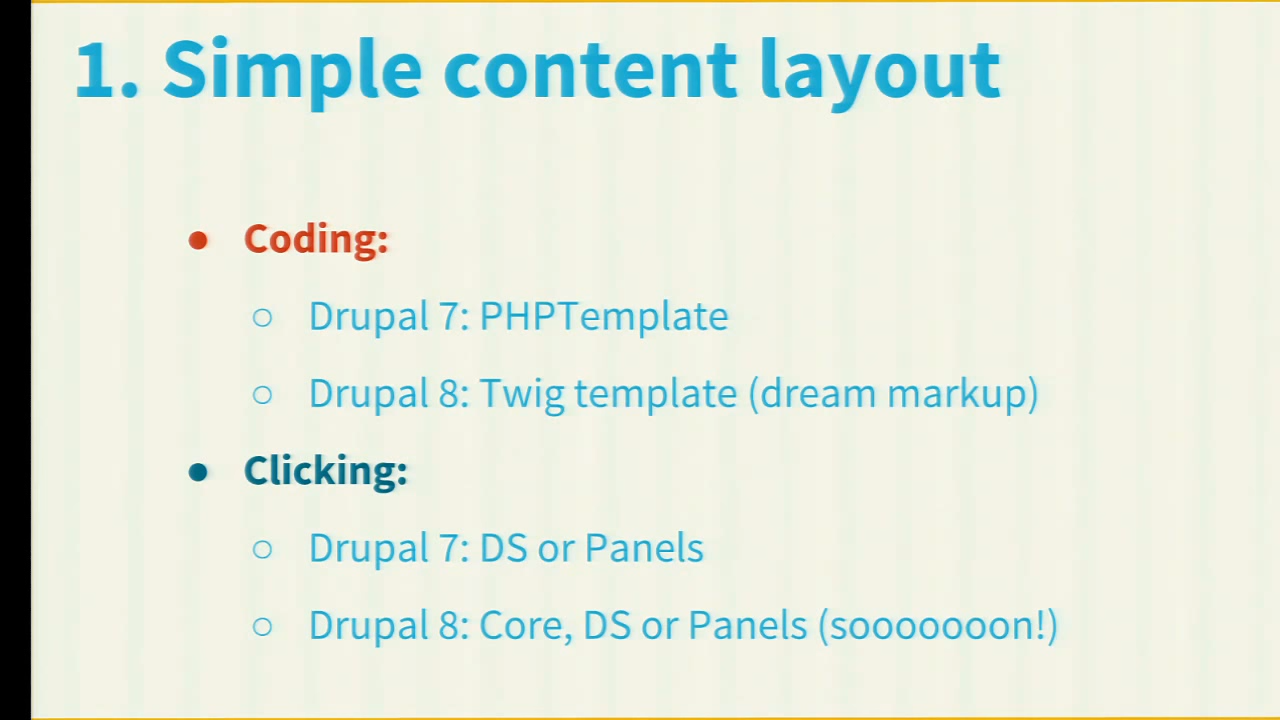 1. Simple content layout
● Coding:
○ Drupal 7: PHPTemplate
○ Drupal 8: Twig template (dream markup)
● Clicking:
○ Drupal 7: DS or Panels
○ Drupal 8: Core, DS or Panels (sooooooon!)